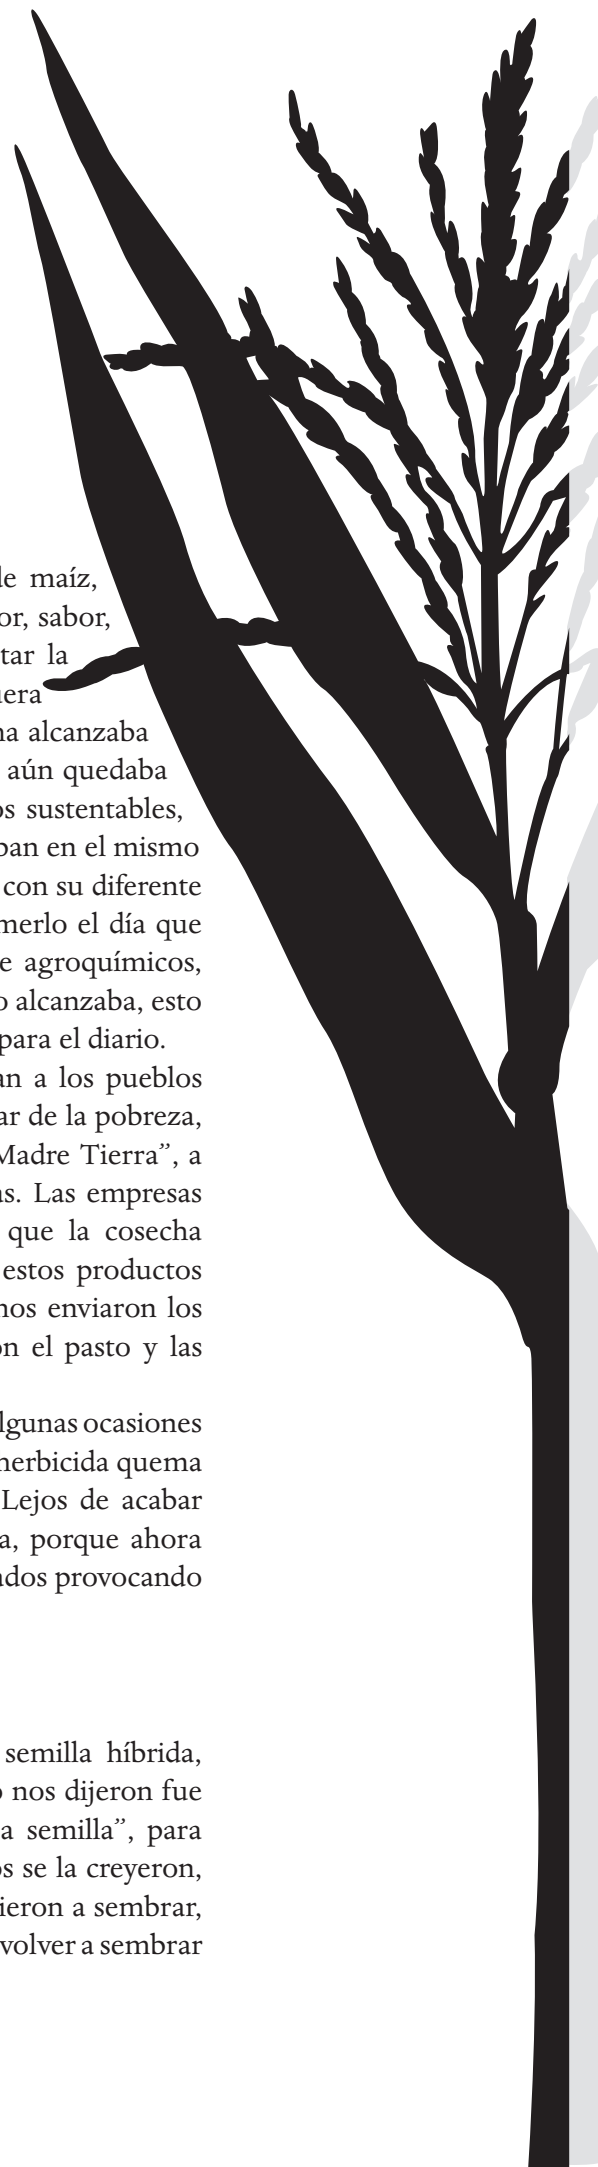 de maíz,
or, sabor,
tar la
uera
na alcanzaba
aún quedaba
os sustentables,
ban en el mismo
con su diferente
merlo el día que
e agroquímicos,
o alcanzaba, esto
para el diario.
an a los pueblos
ar de la pobreza,
Madre Tierra”, a
as. Las empresas
que la cosecha
estos productos
nos enviaron los
on el pasto y las
lgunas ocasiones
herbicida quema
Lejos de acabar
a, porque ahora
ados provocando
semilla híbrida,
o nos dijeron fue
a semilla”, para
os se la creyeron,
ieron a sembrar,
volver a sembrar